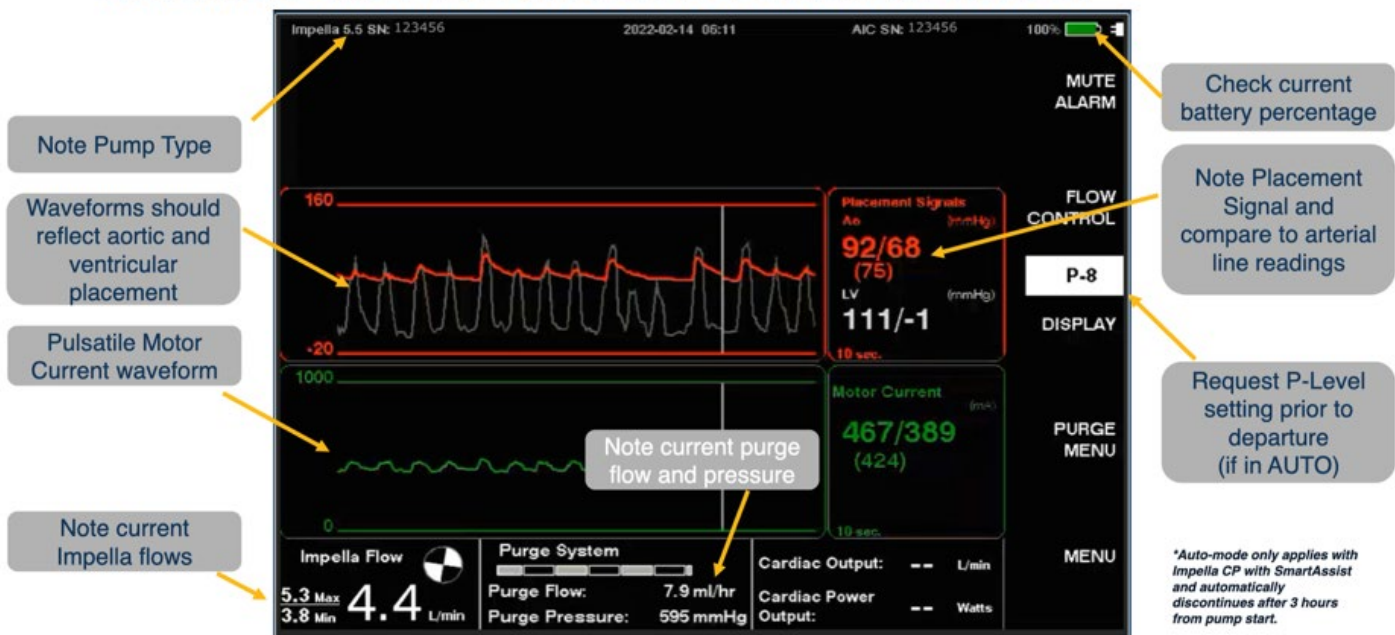 Impella 5.5 SN: 123456
2022-02-14 06:11
AIC SN: 123456
100%
MUTE
ALARM
Check current
battery percentage
Note Pump Type
Waveforms should
reflect aortic and
ventricular
placement
160
-20
Placement Signals
Ao (mmHg)
92/68
(75)
LV (mmHg)
111/-1
10 sec.
FLOW
CONTROL
P-8
DISPLAY
Note Placement
Signal and
compare to arterial
line readings
Pulsatile Motor
Current waveform
1000
0
Motor Current
(mA)
467/389
(424)
10 sec.
Note current purge
flow and pressure
PURGE
MENU
Request P-Level
setting prior to
departure
(if in AUTO)
Note current
Impella flows
Impella Flow
5.3 Max
3.8 Min
4.4 L/min
Purge System
Purge Flow: 7.9 ml/hr
Purge Pressure: 595 mmHg
Cardiac Output: -- L/min
Cardiac Power
Output: -- Watts
MENU
*Auto-mode only applies with
Impella CP with SmartAssist
and automatically
discontinues after 3 hours
from pump start.